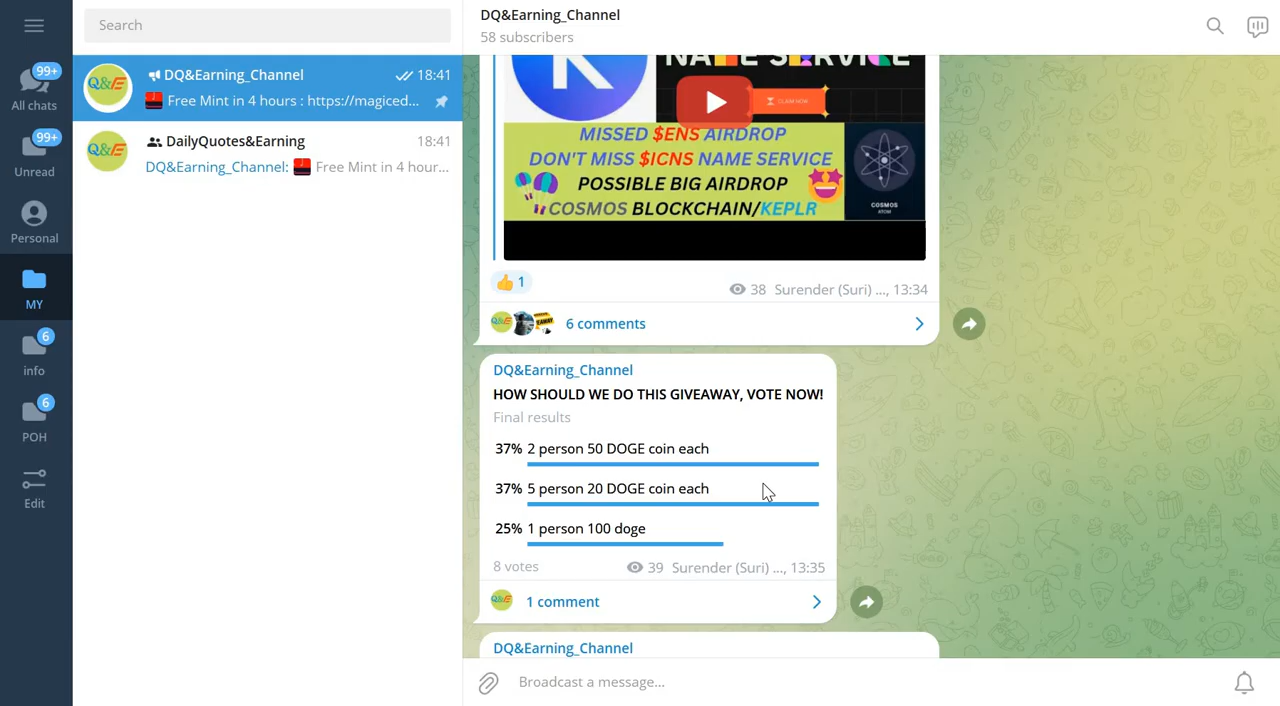 Search
DQ&Earning_Channel
58 subscribers
99+
All chats
99+
Unread
Personal
MY
6
info
6
POH
Edit
Q&E
DQ&Earning_Channel
18:41
Free Mint in 4 hours : https://magiced...
Q&E
DailyQuotes&Earning
18:41
DQ&Earning_Channel: Free Mint in 4 hour...
NAME SERVICE
CLAIM NOW
MISSED $ENS AIRDROP
DON'T MISS $ICNS NAME SERVICE
POSSIBLE BIG AIRDROP
COSMOS BLOCKCHAIN/KEPLR
COSMOS
ATOM
1
38 Surender (Suri) ..., 13:34
6 comments
DQ&Earning_Channel
HOW SHOULD WE DO THIS GIVEAWAY, VOTE NOW!
Final results
37% 2 person 50 DOGE coin each
37% 5 person 20 DOGE coin each
25% 1 person 100 doge
8 votes
39 Surender (Suri) ..., 13:35
Q&E
1 comment
DQ&Earning_Channel
Broadcast a message...